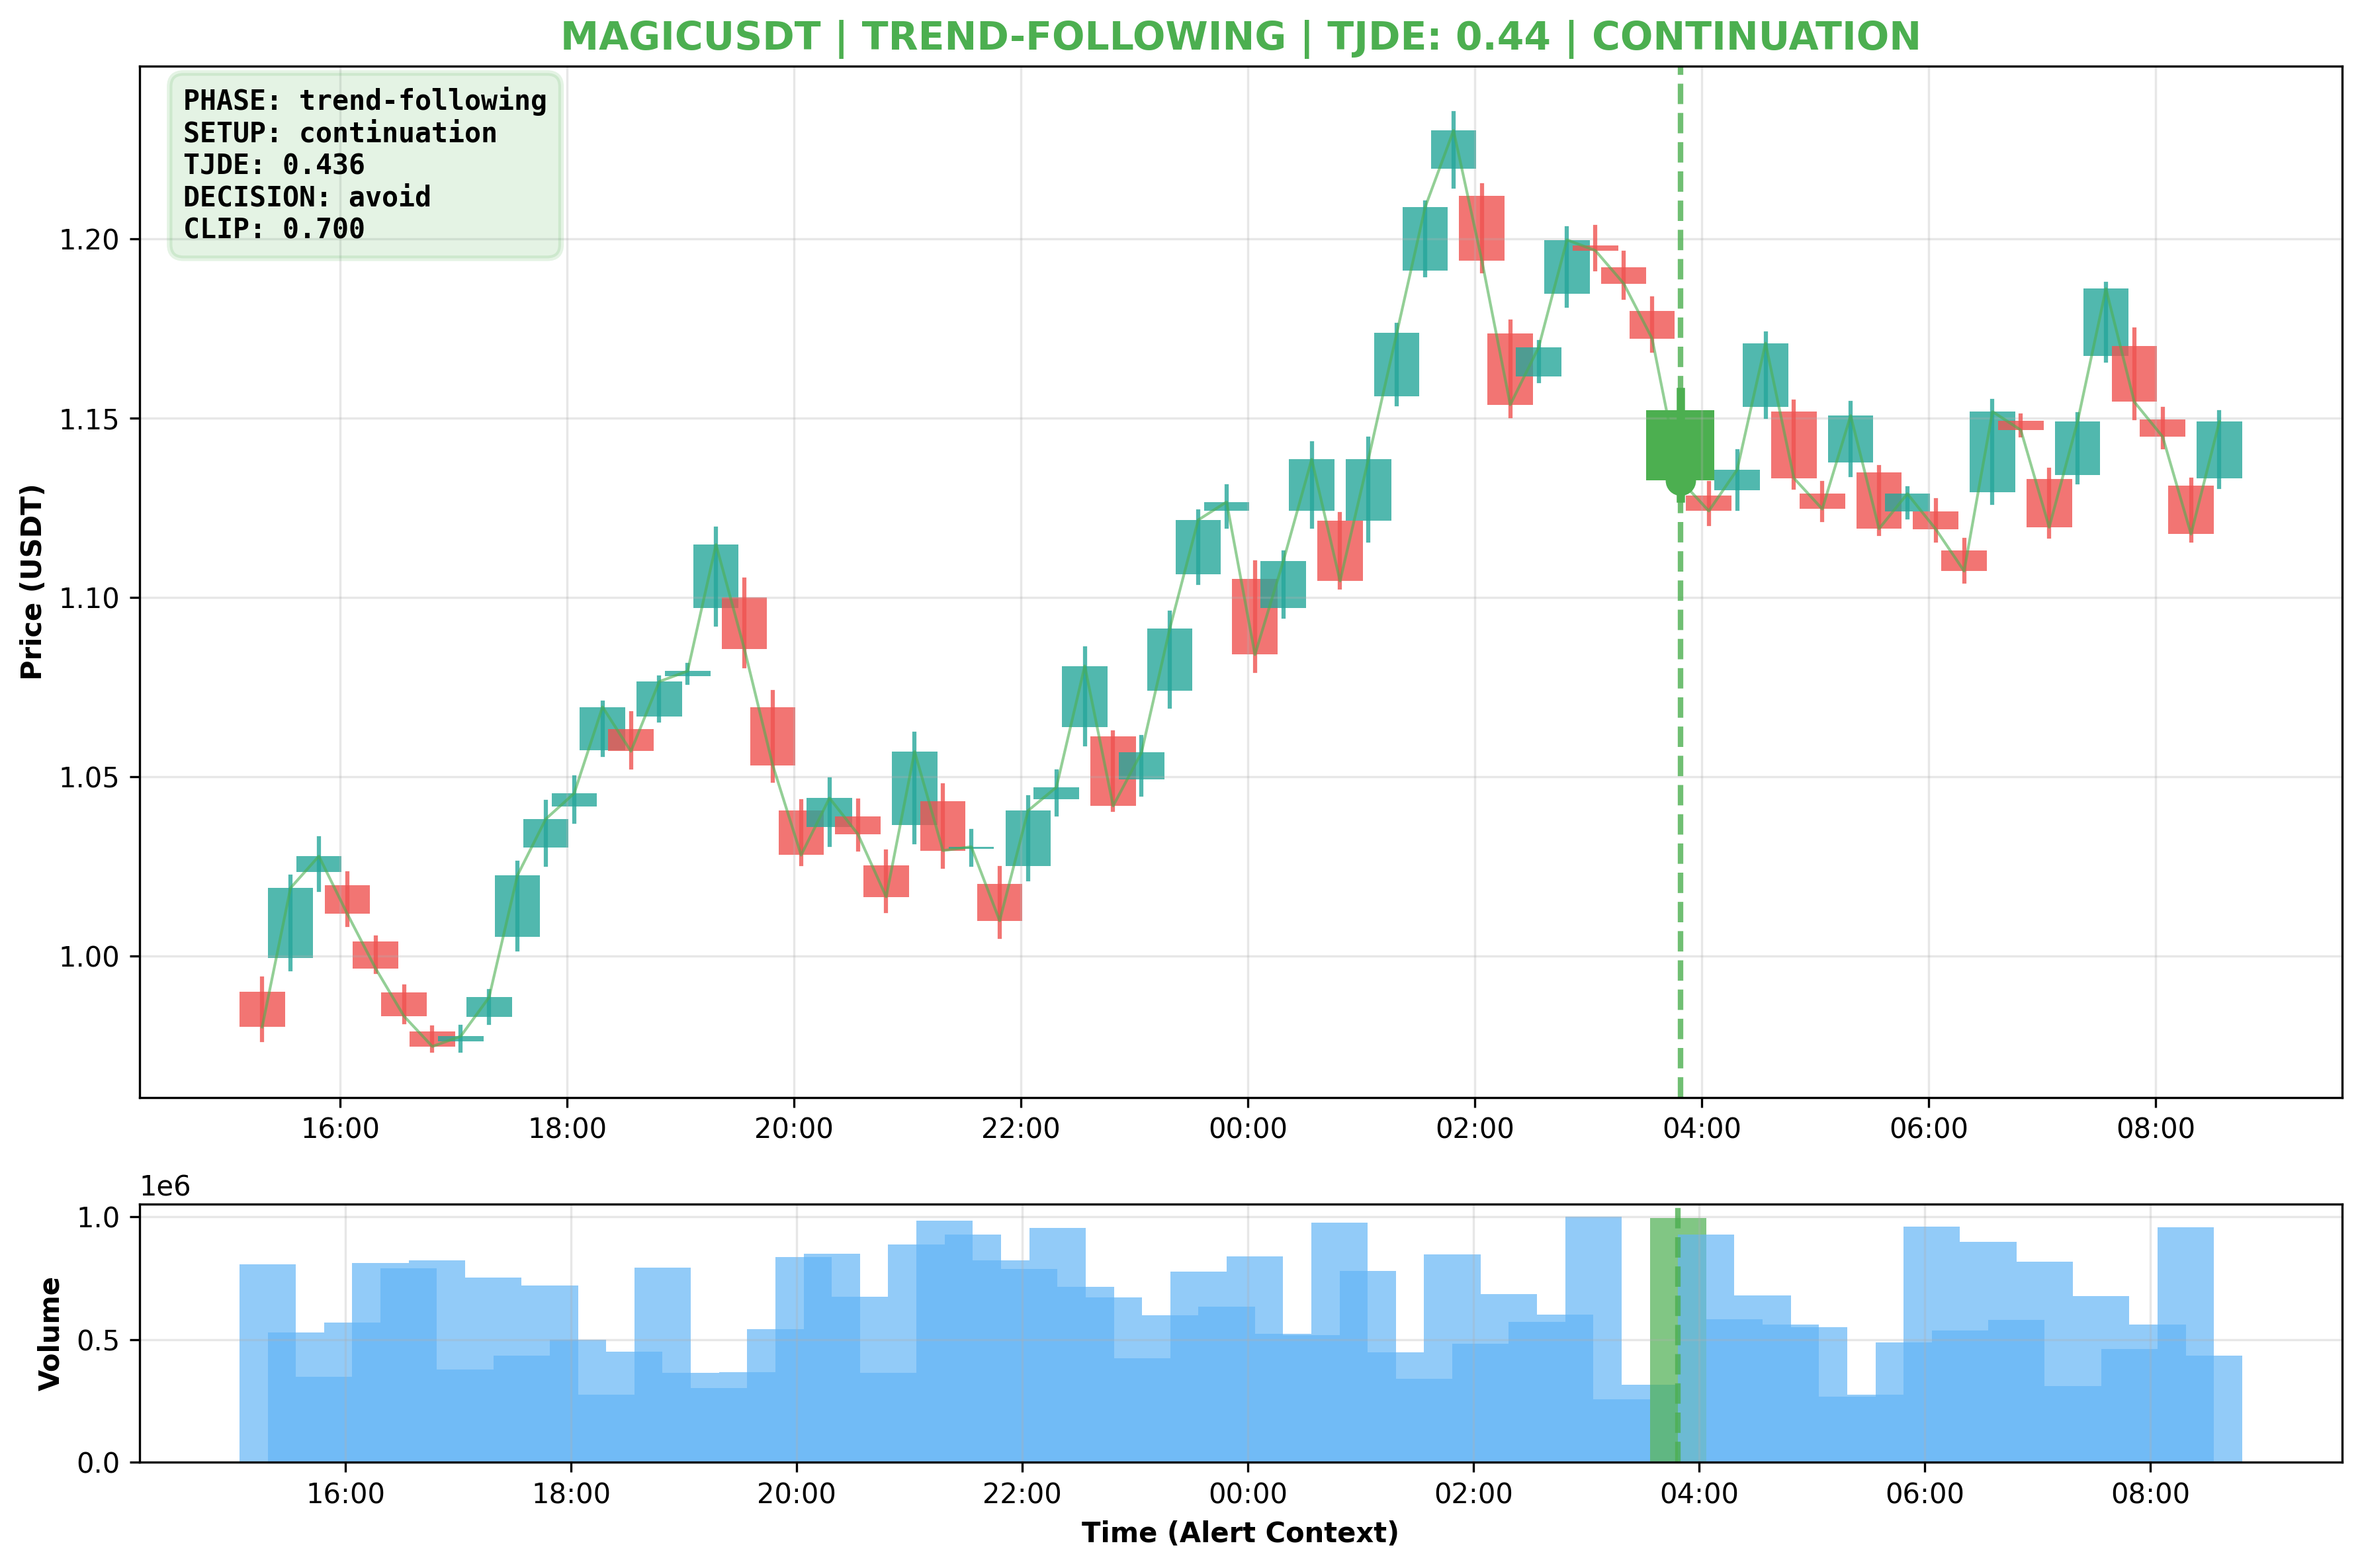 MAGICUSDT | TREND-FOLLOWING | TJDE: 0.44 | CONTINUATION
PHASE: trend-following
SETUP: continuation
TJDE: 0.436
DECISION: avoid
CLIP: 0.700
1.20
1.15
1.10
1.05
1.00
Price (USDT)
16:00 18:00 20:00 22:00 00:00 02:00 04:00 06:00 08:00
1e6
1.0
0.5
0.0
Volume
16:00 18:00 20:00 22:00 00:00 02:00 04:00 06:00 08:00
Time (Alert Context)